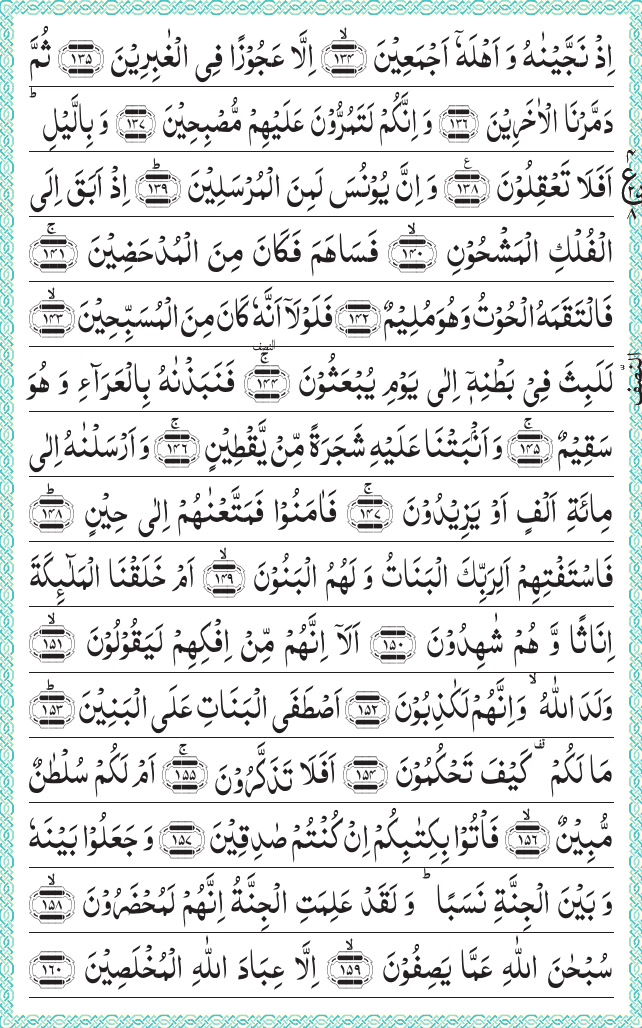 اِذْ نَجَّيْنٰهُ وَ اَهْلَهٗۤ اَجْمَعِيْنَ ۙ﴿۱۳۴﴾ اِلَّا عَجُوْزًا فِى الْغٰبِرِيْنَ ﴿۱۳۵﴾ ثُمَّ
دَمَّرْنَا الْاٰخَرِيْنَ ﴿۱۳۶﴾ وَ اِنَّكُمْ لَتَمُرُّوْنَ عَلَيْهِمْ مُّصْبِحِيْنَ ﴿۱۳۷﴾ وَ بِالَّيْلِ ؕ
اَفَلَا تَعْقِلُوْنَ ﴿۱۳۸﴾ وَ اِنَّ يُوْنُسَ لَمِنَ الْمُرْسَلِيْنَ ؕ﴿۱۳۹﴾ اِذْ اَبَقَ اِلَى
الْفُلْكِ الْمَشْحُوْنِ ۙ﴿۱۴۰﴾ فَسَاهَمَ فَكَانَ مِنَ الْمُدْحَضِيْنَ ۚ﴿۱۴۱﴾
فَالْتَقَمَهُ الْحُوْتُ وَ هُوَ مُلِيْمٌ ﴿۱۴۲﴾ فَلَوْلَاۤ اَنَّهٗ كَانَ مِنَ الْمُسَبِّحِيْنَ ۙ﴿۱۴۳﴾
لَلَبِثَ فِىْ بَطْنِهٖۤ اِلٰى يَوْمِ يُبْعَثُوْنَ ۚ﴿۱۴۴﴾ فَنَبَذْنٰهُ بِالْعَرَآءِ وَ هُوَ
سَقِيْمٌ ۚ﴿۱۴۵﴾ وَ اَنْۢبَتْنَا عَلَيْهِ شَجَرَةً مِّنْ يَّقْطِيْنٍ ۚ﴿۱۴۶﴾ وَ اَرْسَلْنٰهُ اِلٰى
مِائَةِ اَلْفٍ اَوْ يَزِيْدُوْنَ ۚ﴿۱۴۷﴾ فَاٰمَنُوْا فَمَتَّعْنٰهُمْ اِلٰى حِيْنٍ ؕ﴿۱۴۸﴾
فَاسْتَفْتِهِمْ اَلِرَبِّكَ الْبَنَاتُ وَ لَهُمُ الْبَنُوْنَ ۙ﴿۱۴۹﴾ اَمْ خَلَقْنَا الْمَلٰٓٮِٕكَةَ
اِنَاثًا وَّ هُمْ شٰهِدُوْنَ ﴿۱۵۰﴾ اَلَاۤ اِنَّهُمْ مِّنْ اِفْكِهِمْ لَيَقُوْلُوْنَ ۙ﴿۱۵۱﴾
وَلَدَ اللّٰهُ ۙ وَ اِنَّهُمْ لَكٰذِبُوْنَ ﴿۱۵۲﴾ اَصْطَفَى الْبَنَاتِ عَلَى الْبَنِيْنَ ؕ﴿۱۵۳﴾
مَا لَكُمْ ۟ كَيْفَ تَحْكُمُوْنَ ﴿۱۵۴﴾ اَفَلَا تَذَكَّرُوْنَ ۚ﴿۱۵۵﴾ اَمْ لَكُمْ سُلْطٰنٌ
مُّبِيْنٌ ۙ﴿۱۵۶﴾ فَاْتُوْا بِكِتٰبِكُمْ اِنْ كُنْتُمْ صٰدِقِيْنَ ﴿۱۵۷﴾ وَ جَعَلُوْا بَيْنَهٗ
وَ بَيْنَ الْجِنَّةِ نَسَبًا ؕ وَ لَقَدْ عَلِمَتِ الْجِنَّةُ اِنَّهُمْ لَمُحْضَرُوْنَ ۙ﴿۱۵۸﴾
سُبْحٰنَ اللّٰهِ عَمَّا يَصِفُوْنَ ۙ﴿۱۵۹﴾ اِلَّا عِبَادَ اللّٰهِ الْمُخْلَصِيْنَ ﴿۱۶۰﴾